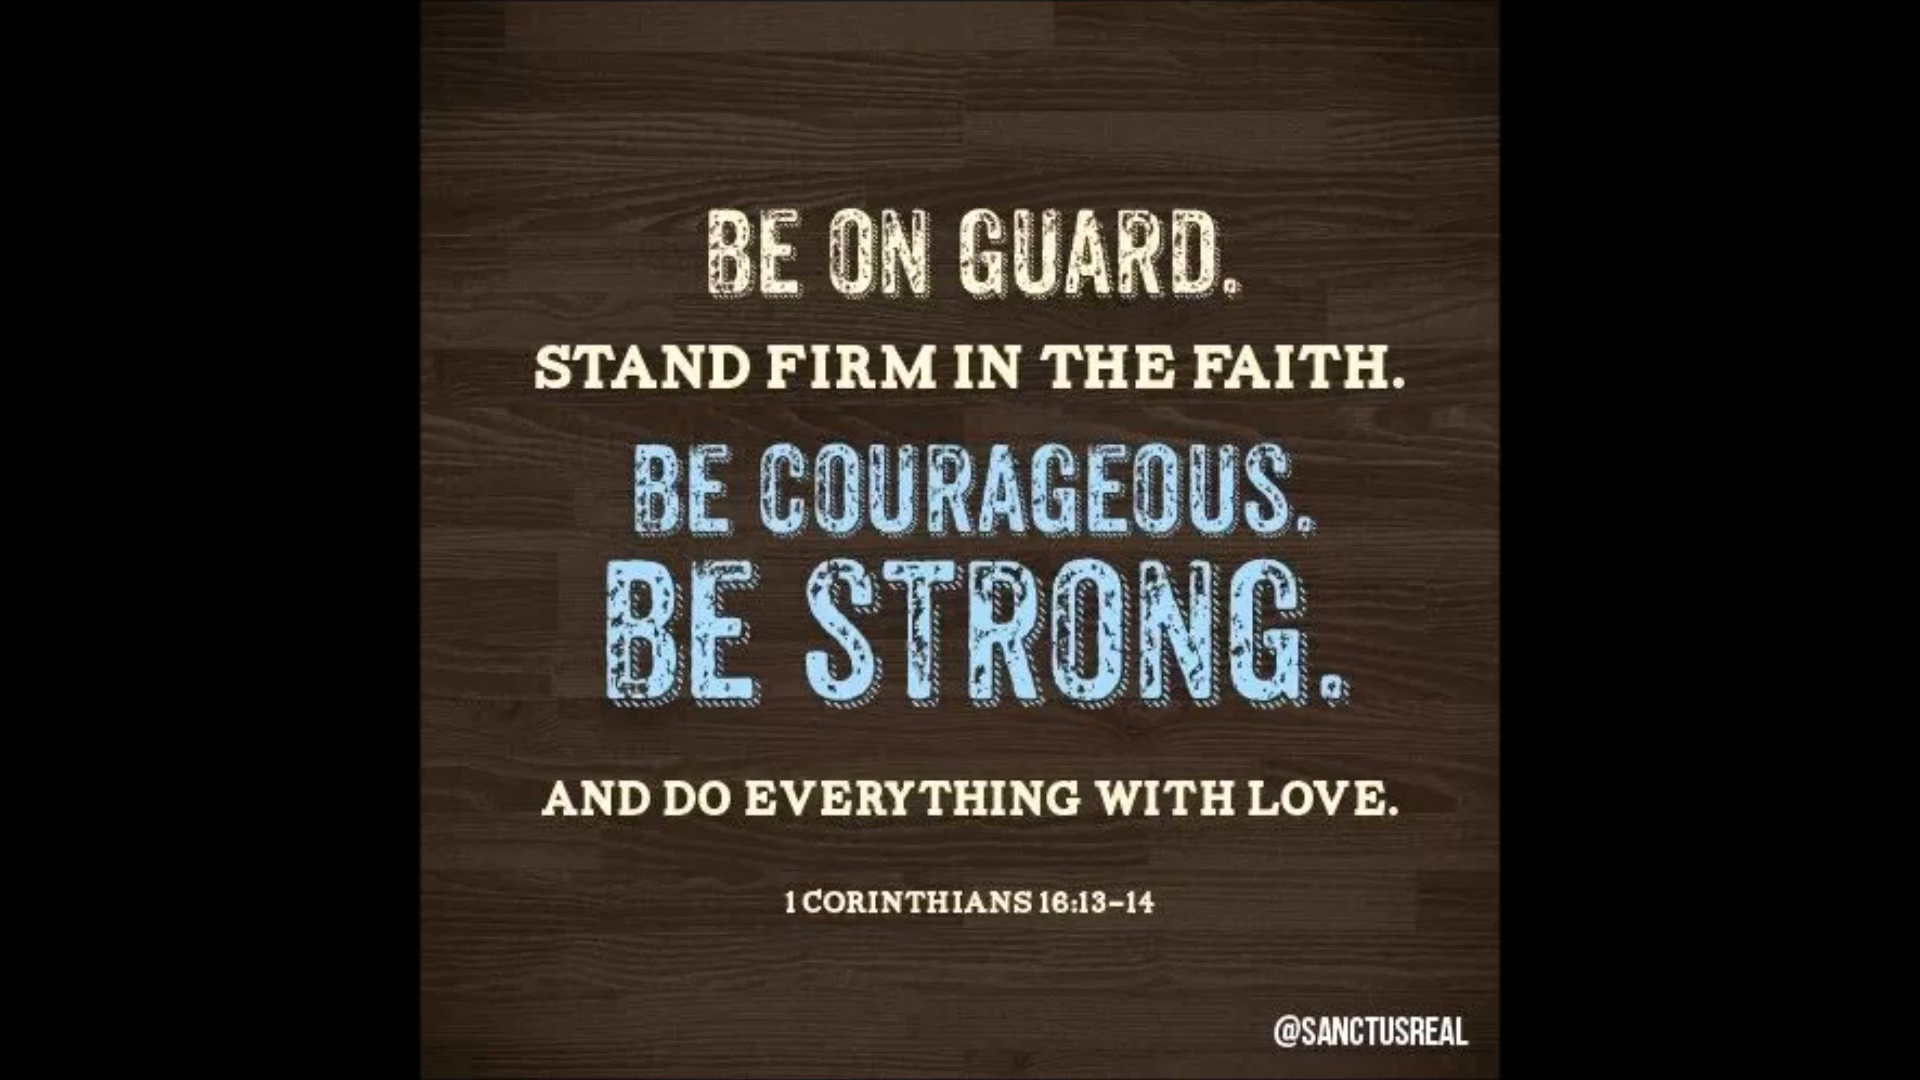 BE ON GUARD.
STAND FIRM IN THE FAITH.
BE COURAGEOUS.
BE STRONG.
AND DO EVERYTHING WITH LOVE.
1 CORINTHIANS 16:13-14
@SANCTUSREAL